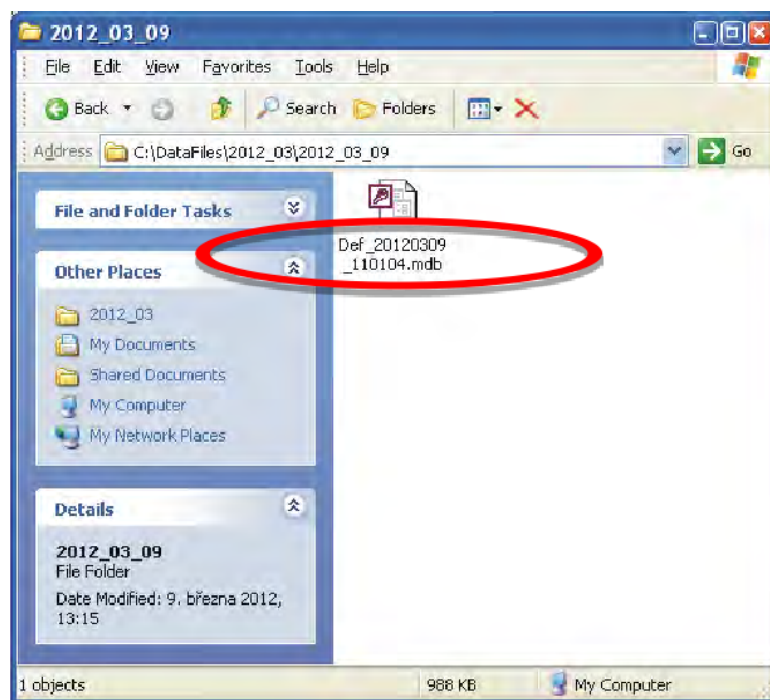 2012_03_09
File Edit View Favorites Tools Help
Back Search Folders
Address C:\DataFiles\2012_03\2012_03_09 Go
File and Folder Tasks
Other Places
2012_03
My Documents
Shared Documents
My Computer
My Network Places
Details
2012_03_09
File Folder
Date Modified: 9. března 2012,
13:15
Def_20120309
_110104.mdb
1 objects 988 KB My Computer